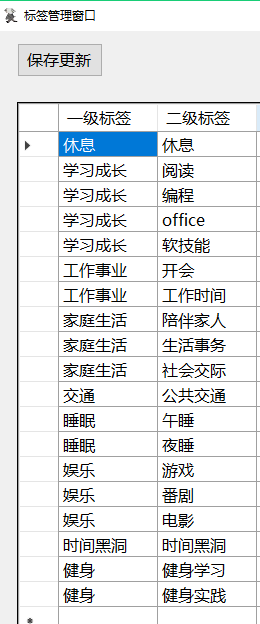 标签管理窗口
保存更新
一级标签 二级标签
休息 休息
学习成长 阅读
学习成长 编程
学习成长 office
学习成长 软技能
工作事业 开会
工作事业 工作时间
家庭生活 陪伴家人
家庭生活 生活事务
家庭生活 社会交际
交通 公共交通
睡眠 午睡
睡眠 夜睡
娱乐 游戏
娱乐 番剧
娱乐 电影
时间黑洞 时间黑洞
健身 健身学习
健身 健身实践